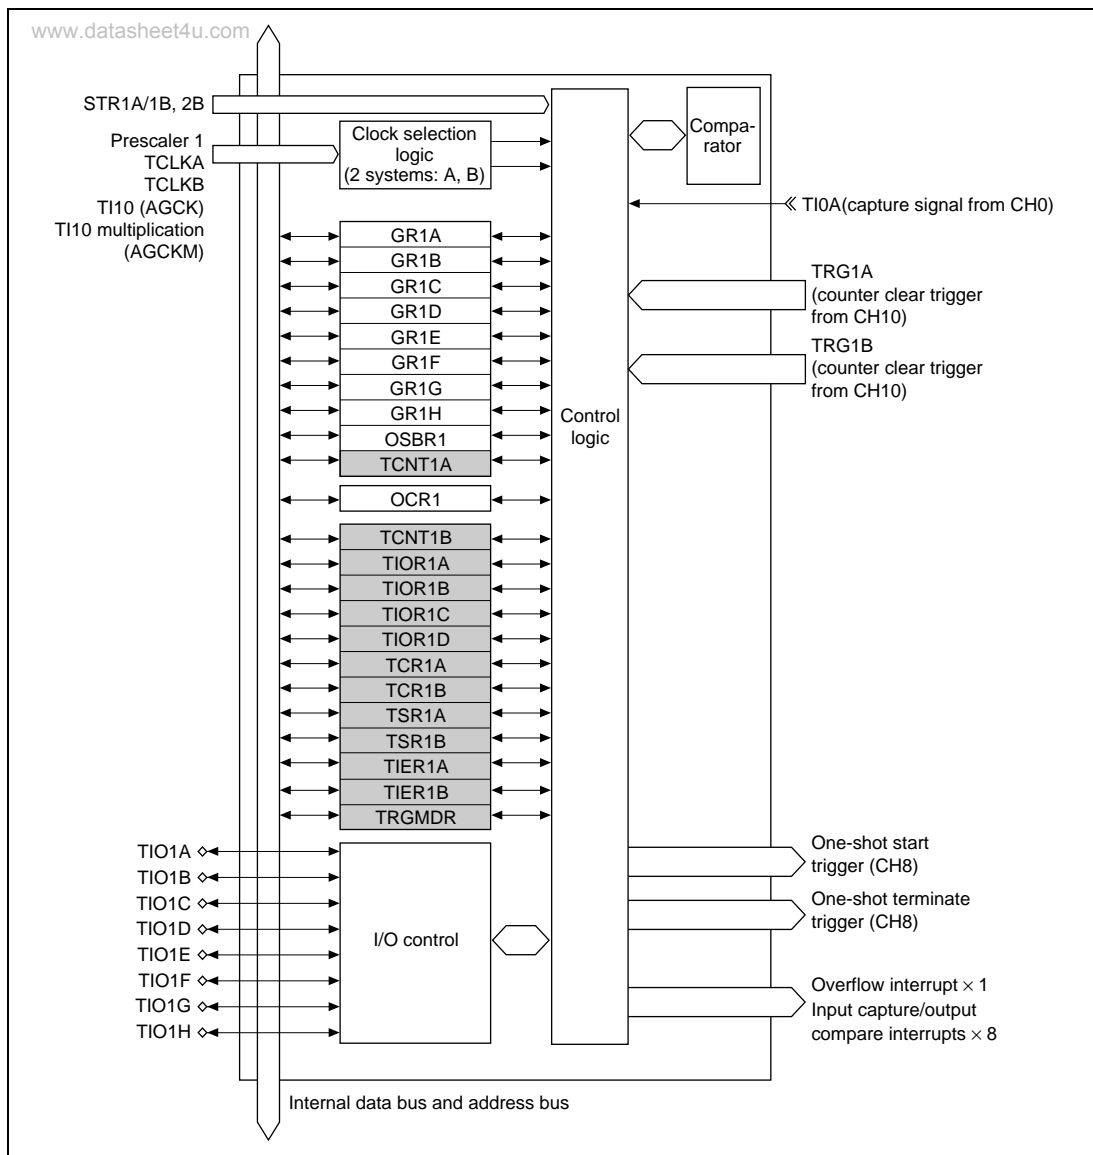 www.datasheet4u.com
STR1A/1B, 2B
Prescaler 1
TCLKA
TCLKB
TI10 (AGCK)
TI10 multiplication
(AGCKM)
Clock selection
logic
(2 systems: A, B)
GR1A
GR1B
GR1C
GR1D
GR1E
GR1F
GR1G
GR1H
OSBR1
TCNT1A
OCR1
TCNT1B
TIOR1A
TIOR1B
TIOR1C
TIOR1D
TCR1A
TCR1B
TSR1A
TSR1B
TIER1A
TIER1B
TRGMDR
TIO1A
TIO1B
TIO1C
TIO1D
TIO1E
TIO1F
TIO1G
TIO1H
I/O control
Control
logic
Compa-
rator
TI0A(capture signal from CH0)
TRG1A
(counter clear trigger
from CH10)
TRG1B
(counter clear trigger
from CH10)
One-shot start
trigger (CH8)
One-shot terminate
trigger (CH8)
Overflow interrupt × 1
Input capture/output
compare interrupts × 8
Internal data bus and address bus